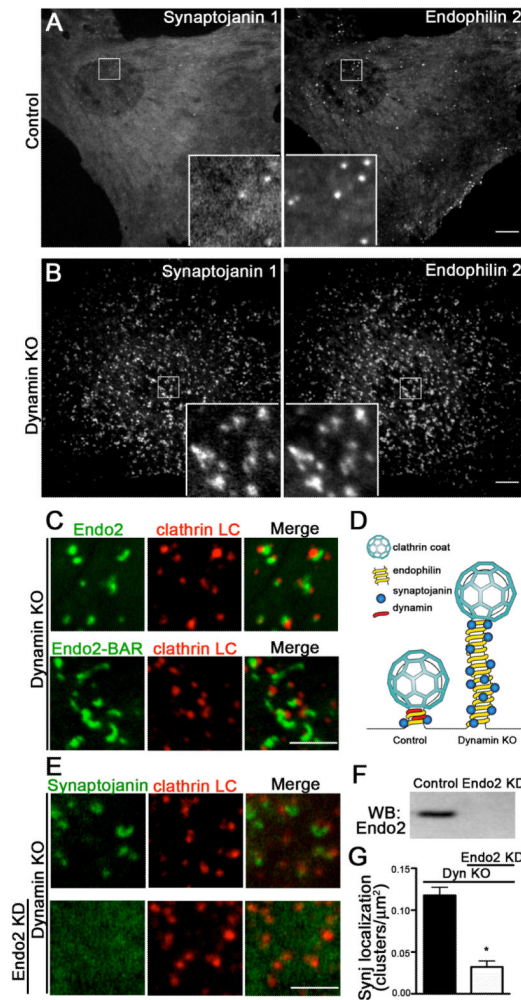 A
Synaptojanin 1
Endophilin 2
Control
B
Synaptojanin 1
Endophilin 2
Dynamin KO
C
Endo2
clathrin LC
Merge
Endo2-BAR
clathrin LC
Merge
Dynamin KO
D
clathrin coat
endophilin
synaptojanin
dynamin
Control
Dynamin KO
E
Synaptojanin
clathrin LC
Merge
Dynamin KO
Endo2 KD
F
Control Endo2 KD
WB:
Endo2
G
Endo2 KD
Dyn KO
Synj localization
(clusters/μm²)
0.15
0.10
0.05
0.00
*